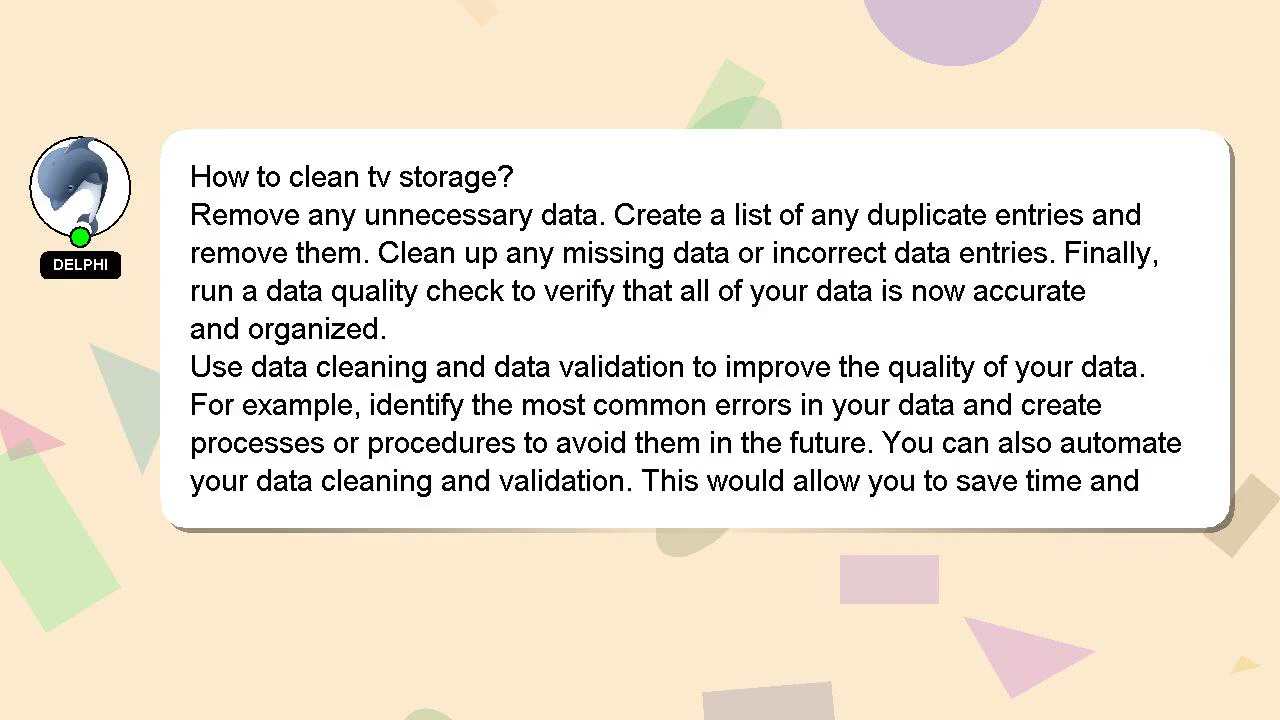 DELPHI
How to clean tv storage?
Remove any unnecessary data. Create a list of any duplicate entries and
remove them. Clean up any missing data or incorrect data entries. Finally,
run a data quality check to verify that all of your data is now accurate
and organized.
Use data cleaning and data validation to improve the quality of your data.
For example, identify the most common errors in your data and create
processes or procedures to avoid them in the future. You can also automate
your data cleaning and validation. This would allow you to save time and